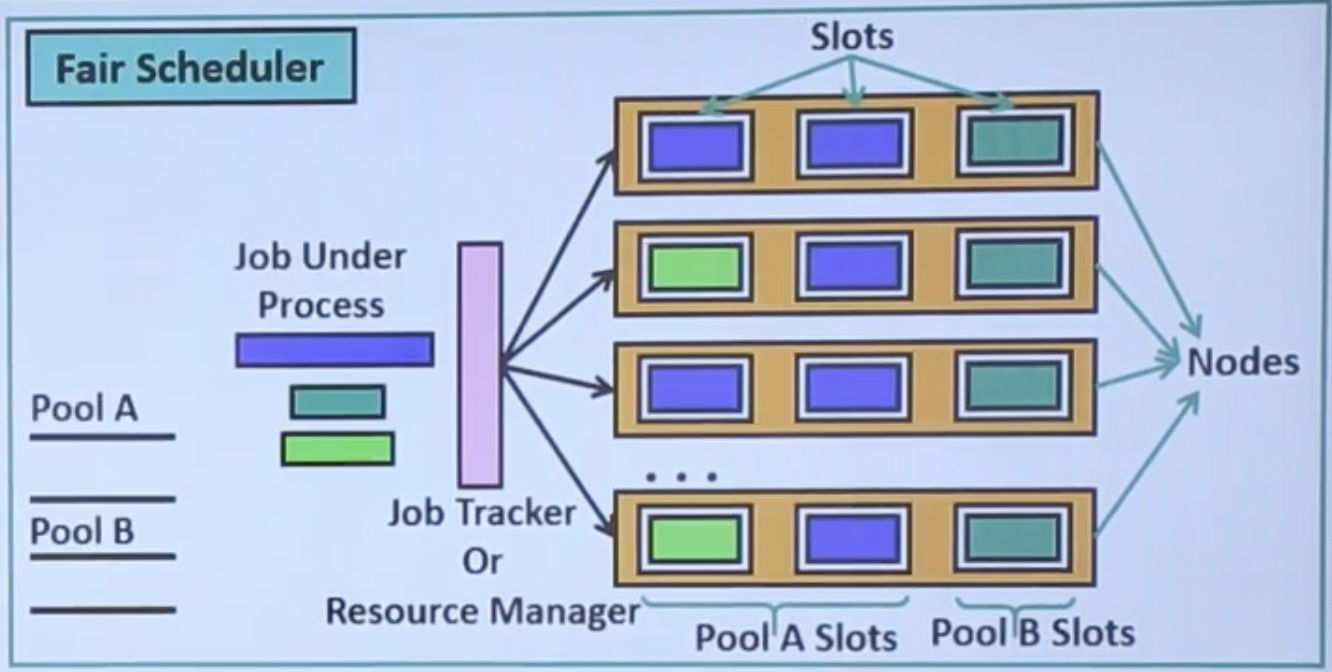 Fair Scheduler
Slots
Job Under
Process
Pool A
Pool B
Nodes
. . .
Job Tracker
Or
Resource Manager
Pool A Slots
Pool B Slots